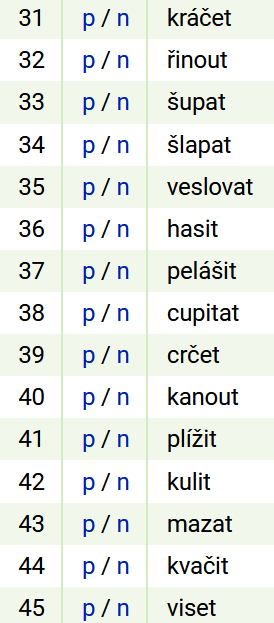 31 p / n kráčet
32 p / n řinout
33 p / n šupat
34 p / n šlapat
35 p / n veslovat
36 p / n hasit
37 p / n pelášit
38 p / n cupitat
39 p / n crčet
40 p / n kanout
41 p / n plížit
42 p / n kulit
43 p / n mazat
44 p / n kvačit
45 p / n viset